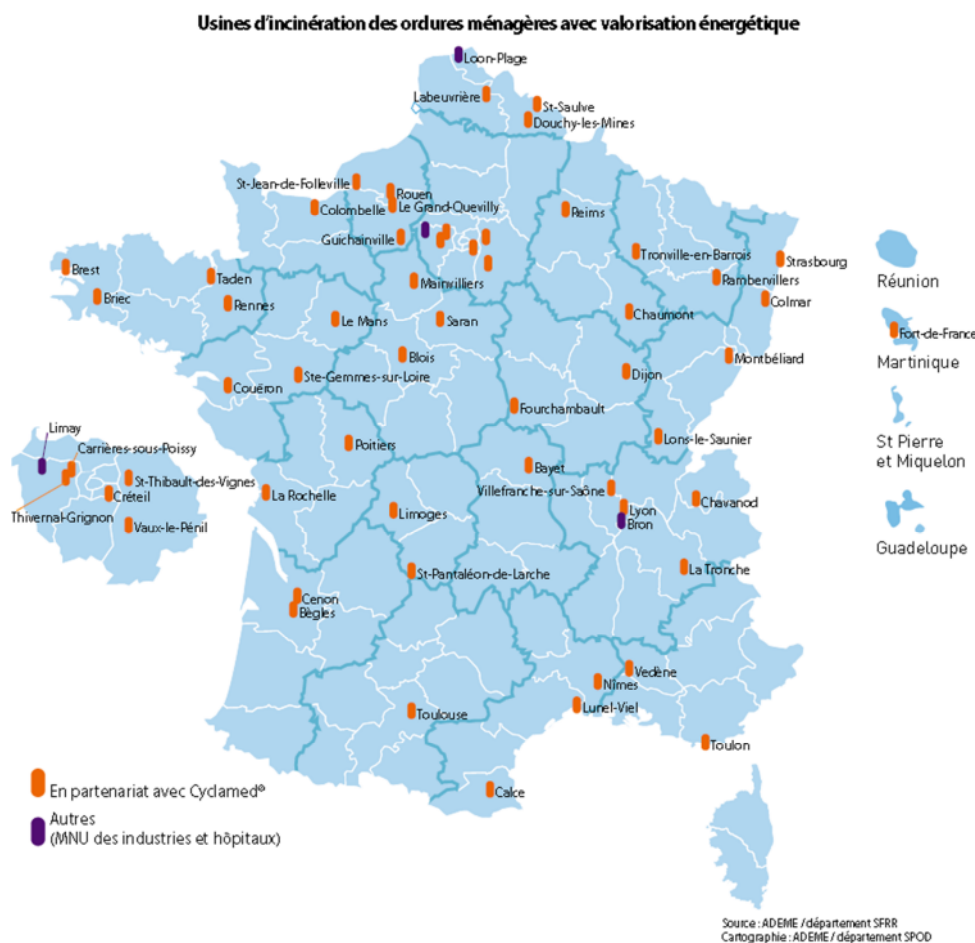 Usines d'incinération des ordures ménagères avec valorisation énergétique
Loon-Plage
Labeuvrière
St-Saulve
Douchy-les-Mines
St-Jean-de-Folleville
Rouen
Le Grand-Quevilly
Colombelle
Reims
Guichainville
Tronville-en-Barrois
Strasbourg
Brest
Taden
Mainvilliers
Rambervillers
Réunion
Briec
Rennes
Colmar
Le Mans
Saran
Chaumont
Fort-de-France
Blois
Montbéliard
Martinique
Ste-Gemmes-sur-Loire
Dijon
Couëron
Fourchambault
Limay
Lons-le-Saunier
St Pierre
et Miquelon
Carrières-sous-Poissy
Poitiers
Bayet
St-Thibault-des-Vignes
Créteil
La Rochelle
Villefranche-sur-Saône
Chavanod
Thivernal-Grignon
Vaux-le-Pénil
Limoges
Lyon
Bron
Guadeloupe
St-Pantaléon-de-Larche
La Tronche
Cenon
Bègles
Vedène
Nîmes
Lunel-Viel
Toulouse
Toulon
Calce
En partenariat avec Cyclamed®
Autres
(MNU des industries et hôpitaux)
Source : ADEME / département SFRR
Cartographie : ADEME / département SPOD